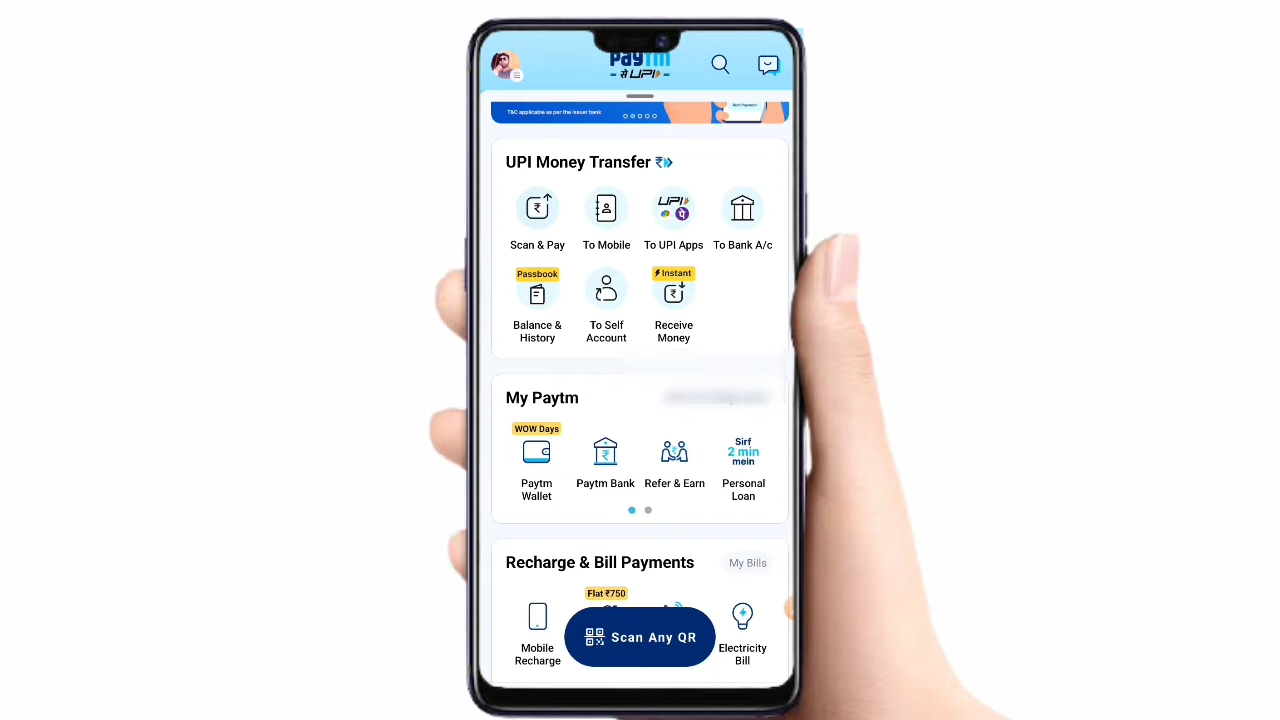 Paytm
से UPI
T&C applicable as per the issuer bank
UPI Money Transfer
UPI
Scan & Pay
To Mobile
To UPI Apps
To Bank A/c
Passbook
Instant
Balance &
History
To Self
Account
Receive
Money
My Paytm
WOW Days
Sirf
2 min
mein
Paytm
Wallet
Paytm Bank
Refer & Earn
Personal
Loan
Recharge & Bill Payments
My Bills
Flat ₹750
Scan Any QR
Mobile
Recharge
Electricity
Bill